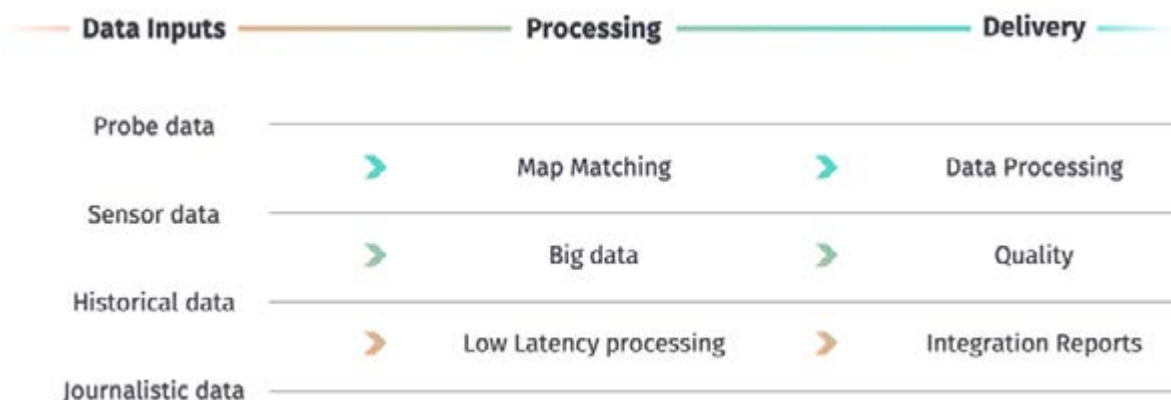 Data Inputs Processing Delivery
Probe data
Map Matching Data Processing
Sensor data
Big data Quality
Historical data
Low Latency processing Integration Reports
Journalistic data